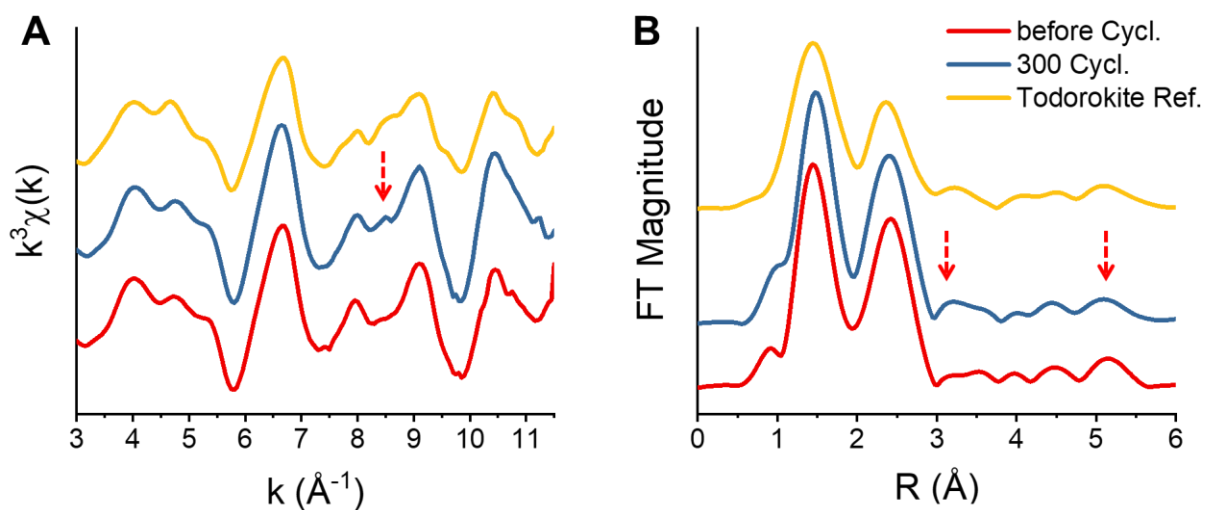 A
k³χ(k)
3 4 5 6 7 8 9 10 11
k (Å⁻¹)
B
before Cycl.
300 Cycl.
Todorokite Ref.
FT Magnitude
0 1 2 3 4 5 6
R (Å)